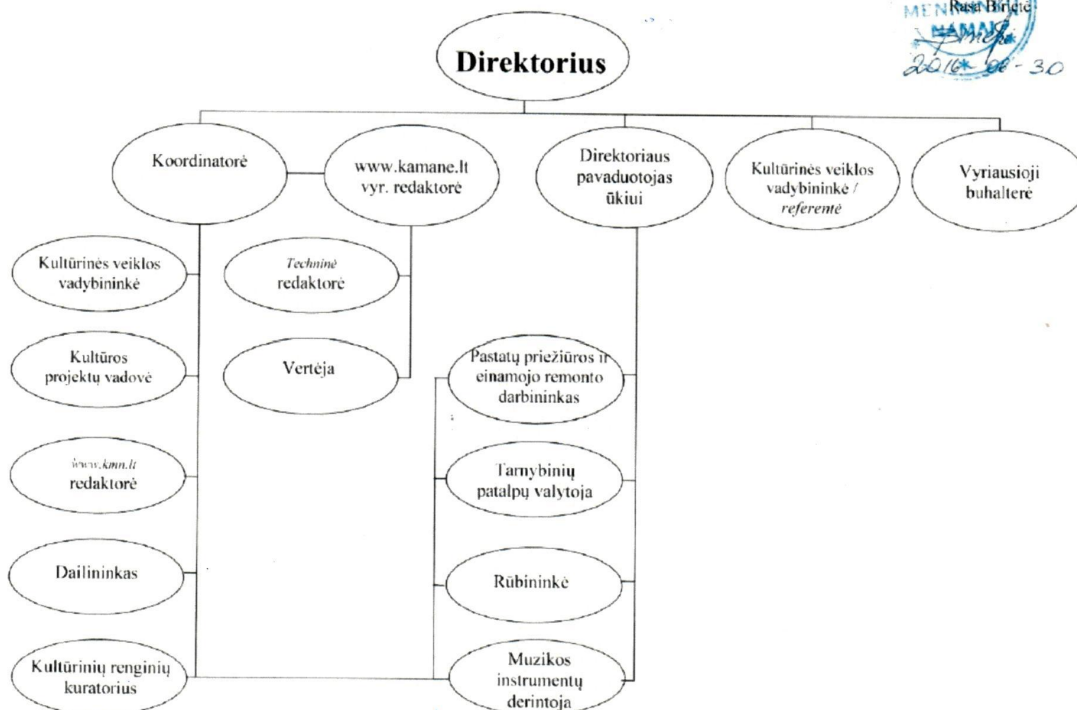 Rasa Birietė
MENININKŲ
NAMAI
2016-06-30
Direktorius
Koordinatorė
www.kamane.lt
vyr. redaktorė
Direktoriaus
pavaduotojas
ūkiui
Kultūrinės veiklos
vadybininkė /
referentė
Vyriausioji
buhalterė
Kultūrinės veiklos
vadybininkė
Techninė
redaktorė
Kultūros
projektų vadovė
Vertėja
Pastatų priežiūros ir
einamojo remonto
darbininkas
www.kmn.lt
redaktorė
Tarnybinių
patalpų valytoja
Dailininkas
Rūbininkė
Kultūrinių renginių
kuratorius
Muzikos
instrumentų
derintoja